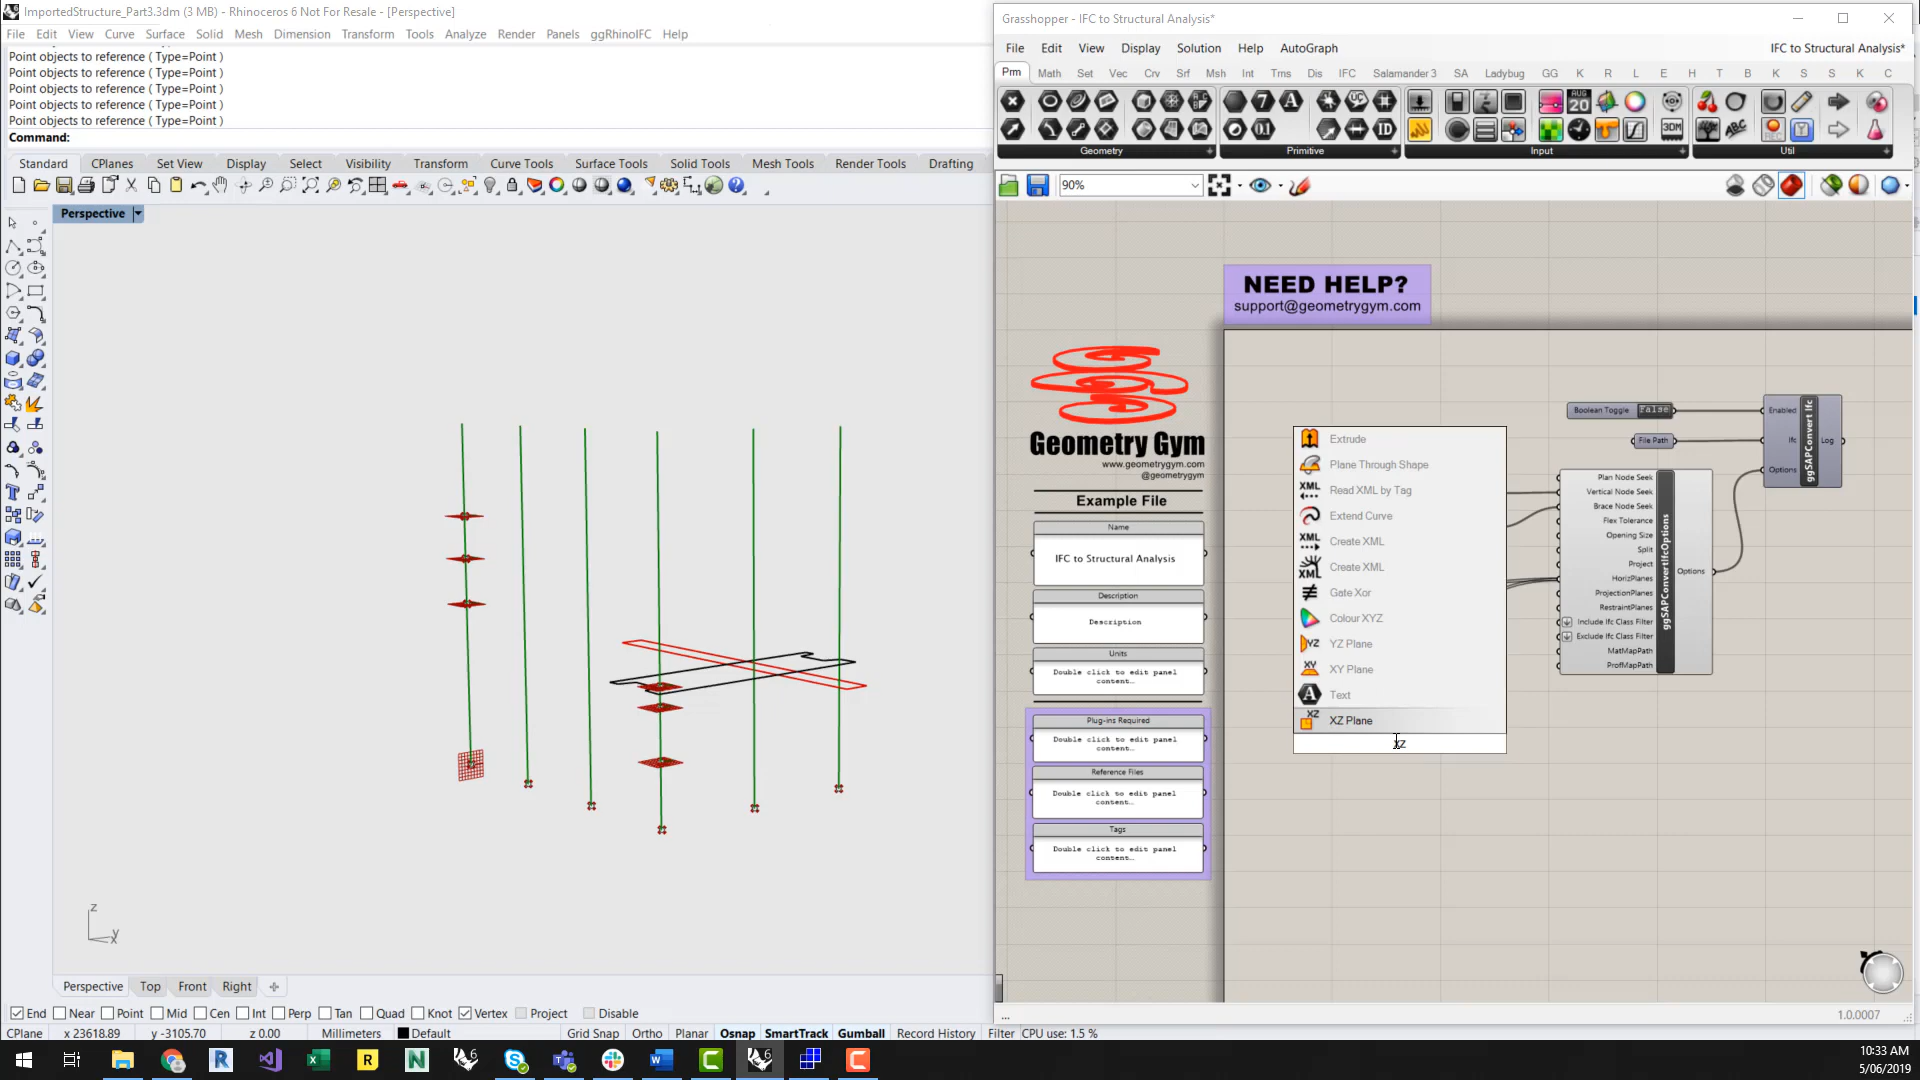 ImportedStructure_Part3.3dm (3 MB) - Rhinoceros 6 Not For Resale - [Perspective]
File Edit View Curve Surface Solid Mesh Dimension Transform Tools Analyze Render Panels ggRhinoIFC Help
Point objects to reference ( Type=Point )
Point objects to reference ( Type=Point )
Point objects to reference ( Type=Point )
Point objects to reference ( Type=Point )
Point objects to reference ( Type=Point )
Command:
Standard CPlanes Set View Display Select Visibility Transform Curve Tools Surface Tools Solid Tools Mesh Tools Render Tools Drafting
Perspective
z
y
x
Perspective Top Front Right
End Near Point Mid Cen Int Perp Tan Quad Knot Vertex Project Disable
CPlane x 23618.89 y -3105.70 z 0.00 Millimeters Default Grid Snap Ortho Planar Osnap SmartTrack Gumball Record History Filter CPU use: 1.5 %
Grasshopper - IFC to Structural Analysis*
File Edit View Display Solution Help AutoGraph IFC to Structural Analysis*
Prm Math Set Vec Crv Srf Msh Int Trns Dis IFC Salamander 3 SA Ladybug GG K R L E H T B K S S K C
Geometry Primitive Input Util
90%
NEED HELP?
support@geometrygym.com
Geometry Gym
www.geometrygym.com
@geometrygym
Example File
Name
IFC to Structural Analysis
Description
Description
Units
Double click to edit panel
content…
Plug-ins Required
Double click to edit panel
content…
Reference Files
Double click to edit panel
content…
Tags
Double click to edit panel
content…
Extrude
Plane Through Shape
Read XML by Tag
Extend Curve
Create XML
Create XML
Gate Xor
Colour XYZ
YZ Plane
XY Plane
Text
XZ Plane
xz
Boolean Toggle False
File Path
Enabled
Ifc
Options
ggSAPConvert Ifc
Log
Plan Node Seek
Vertical Node Seek
Brace Node Seek
Flex Tolerance
Opening Size
Split
Project
HorizPlanes
ProjectionPlanes
RestraintPlanes
Include Ifc Class Filter
Exclude Ifc Class Filter
MatMapPath
ProfMapPath
ggSAPConvertIfcOptions
Options
...
1.0.0007
10:33 AM
5/06/2019